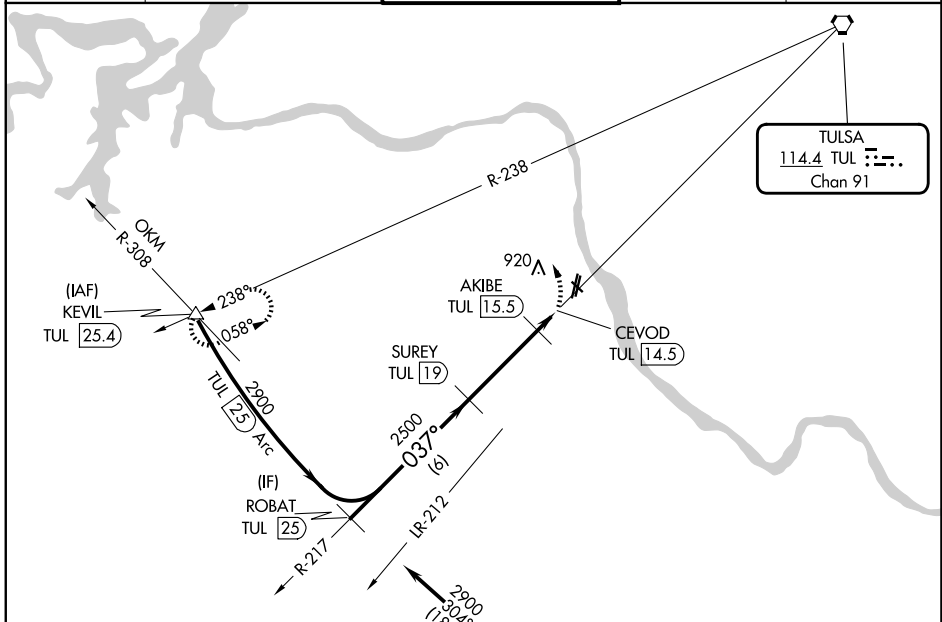 TULSA
114.4 TUL
Chan 91
R-238
OKM
R-308
(IAF)
KEVIL
TUL 25.4
238°
058°
920
AKIBE
TUL 15.5
CEVOD
TUL 14.5
SUREY
TUL 19
2900
TUL 25 Arc
2500
037°
(6)
(IF)
ROBAT
TUL 25
R-217
LR-212
2900
304°